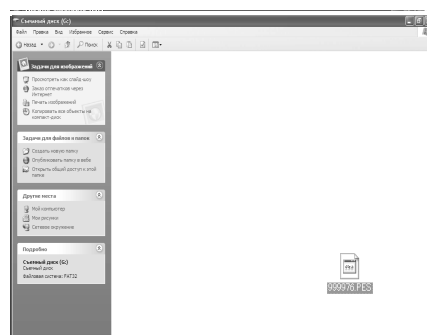 Съемный диск (G:)
Файл Правка Вид Избранное Сервис Справка
Назад Поиск
Задачи для изображений
Просмотреть как слайд-шоу
Заказ отпечатков через Интернет
Печать изображений
Копировать все объекты на компакт-диск
Задачи для файлов и папок
Создать новую папку
Опубликовать папку в вебе
Открыть общий доступ к этой папке
Другие места
Мой компьютер
Мои рисунки
Сетевое окружение
Подробно
Съемный диск (G:)
Съемный диск
Файловая система: FAT32
999976.PES